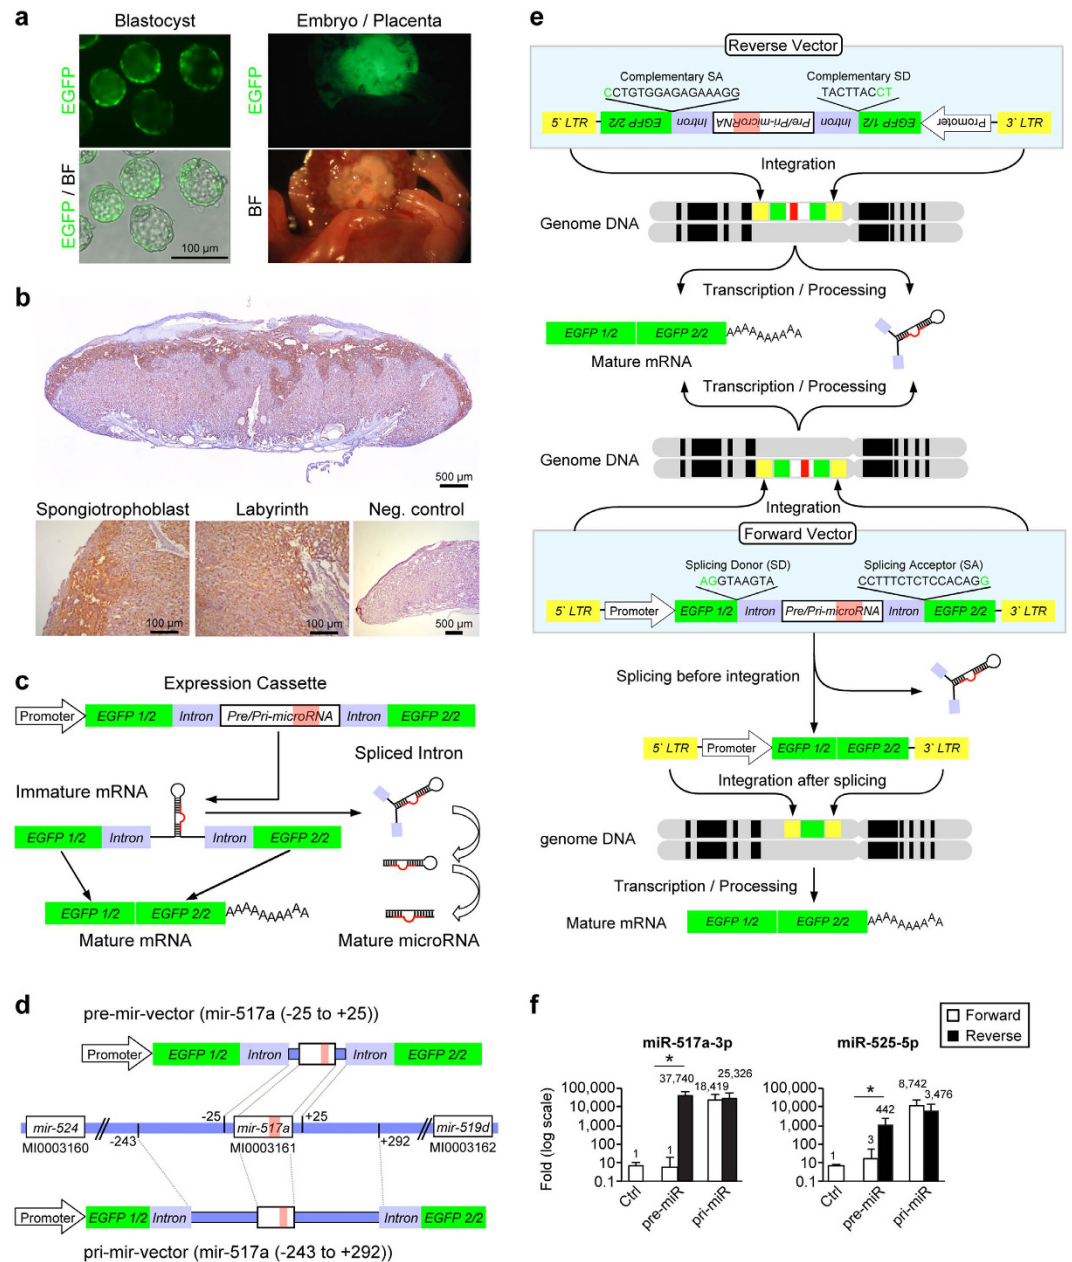 a
Blastocyst
Embryo / Placenta
EGFP
EGFP
EGFP / BF
BF
100 µm
b
500 µm
Spongiotrophoblast
Labyrinth
Neg. control
100 µm
100 µm
500 µm
c
Expression Cassette
Promoter
EGFP 1/2
Intron
Pre/Pri-microRNA
Intron
EGFP 2/2
Spliced Intron
Immature mRNA
EGFP 1/2
Intron
Intron
EGFP 2/2
EGFP 1/2
EGFP 2/2
AAAAAAAAA
Mature mRNA
Mature microRNA
d
pre-mir-vector (mir-517a (-25 to +25))
Promoter
EGFP 1/2
Intron
Intron
EGFP 2/2
-25
+25
mir-524
mir-517a
mir-519d
MI0003160
-243
MI0003161
+292
MI0003162
Promoter
EGFP 1/2
Intron
Intron
EGFP 2/2
pri-mir-vector (mir-517a (-243 to +292))
e
Reverse Vector
Complementary SA
Complementary SD
CCTGTGGAGAGAAAGG
TACTTACCT
5` LTR
EGFP 2/2
Intron
Pre/Pri-microRNA
Intron
EGFP 1/2
Promoter
3` LTR
Integration
Genome DNA
Transcription / Processing
EGFP 1/2
EGFP 2/2
AAAAAAAAA
Mature mRNA
Transcription / Processing
Genome DNA
Integration
Forward Vector
Splicing Donor (SD)
Splicing Acceptor (SA)
AGGTAAGTA
CCTTTCTCTCCACAGG
5` LTR
Promoter
EGFP 1/2
Intron
Pre/Pri-microRNA
Intron
EGFP 2/2
3` LTR
Splicing before integration
5` LTR
Promoter
EGFP 1/2
EGFP 2/2
3` LTR
Integration after splicing
genome DNA
Transcription / Processing
Mature mRNA
EGFP 1/2
EGFP 2/2
AAAAAAAAA
f
Forward
Reverse
miR-517a-3p
miR-525-5p
Fold (log scale)
100,000
10,000
1,000
100
10
0.1
1
1
*
37,740
18,419
25,326
Ctrl
pre-miR
pri-miR
100,000
10,000
1,000
100
10
0.1
1
3
*
442
8,742
3,476
Ctrl
pre-miR
pri-miR